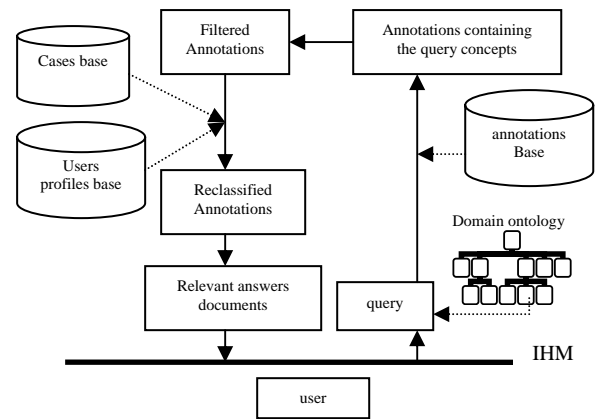 Filtered
Annotations
Annotations containing
the query concepts
Cases base
Users
profiles base
annotations
Base
Reclassified
Annotations
Domain ontology
Relevant answers
documents
query
IHM
user